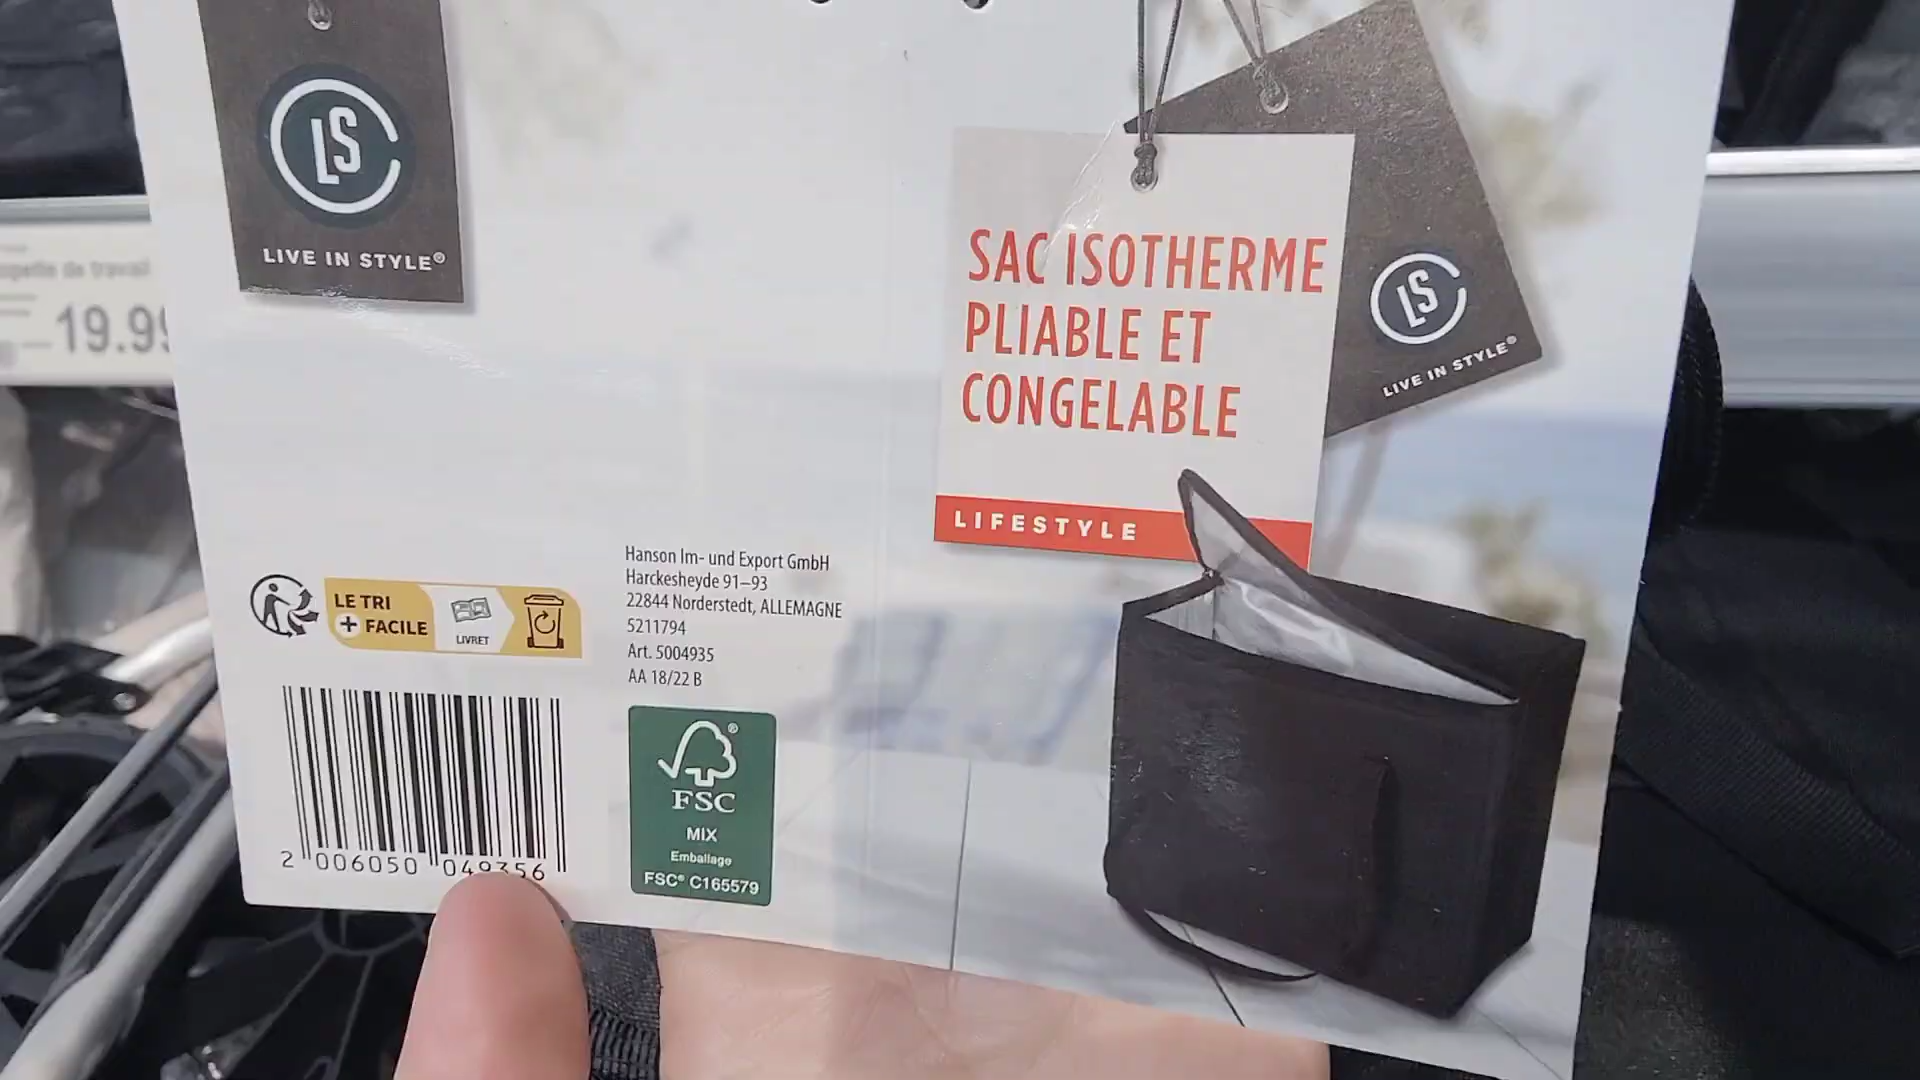 LS
LIVE IN STYLE®
SAC ISOTHERME
PLIABLE ET
CONGELABLE
LIFESTYLE
LS
LIVE IN STYLE®
de travail
19.99
LE TRI
+ FACILE
LIVRET
Hanson Im- und Export GmbH
Harckesheyde 91–93
22844 Norderstedt, ALLEMAGNE
5211794
Art. 5004935
AA 18/22 B
2 006050 049356
FSC
MIX
Emballage
FSC® C165579